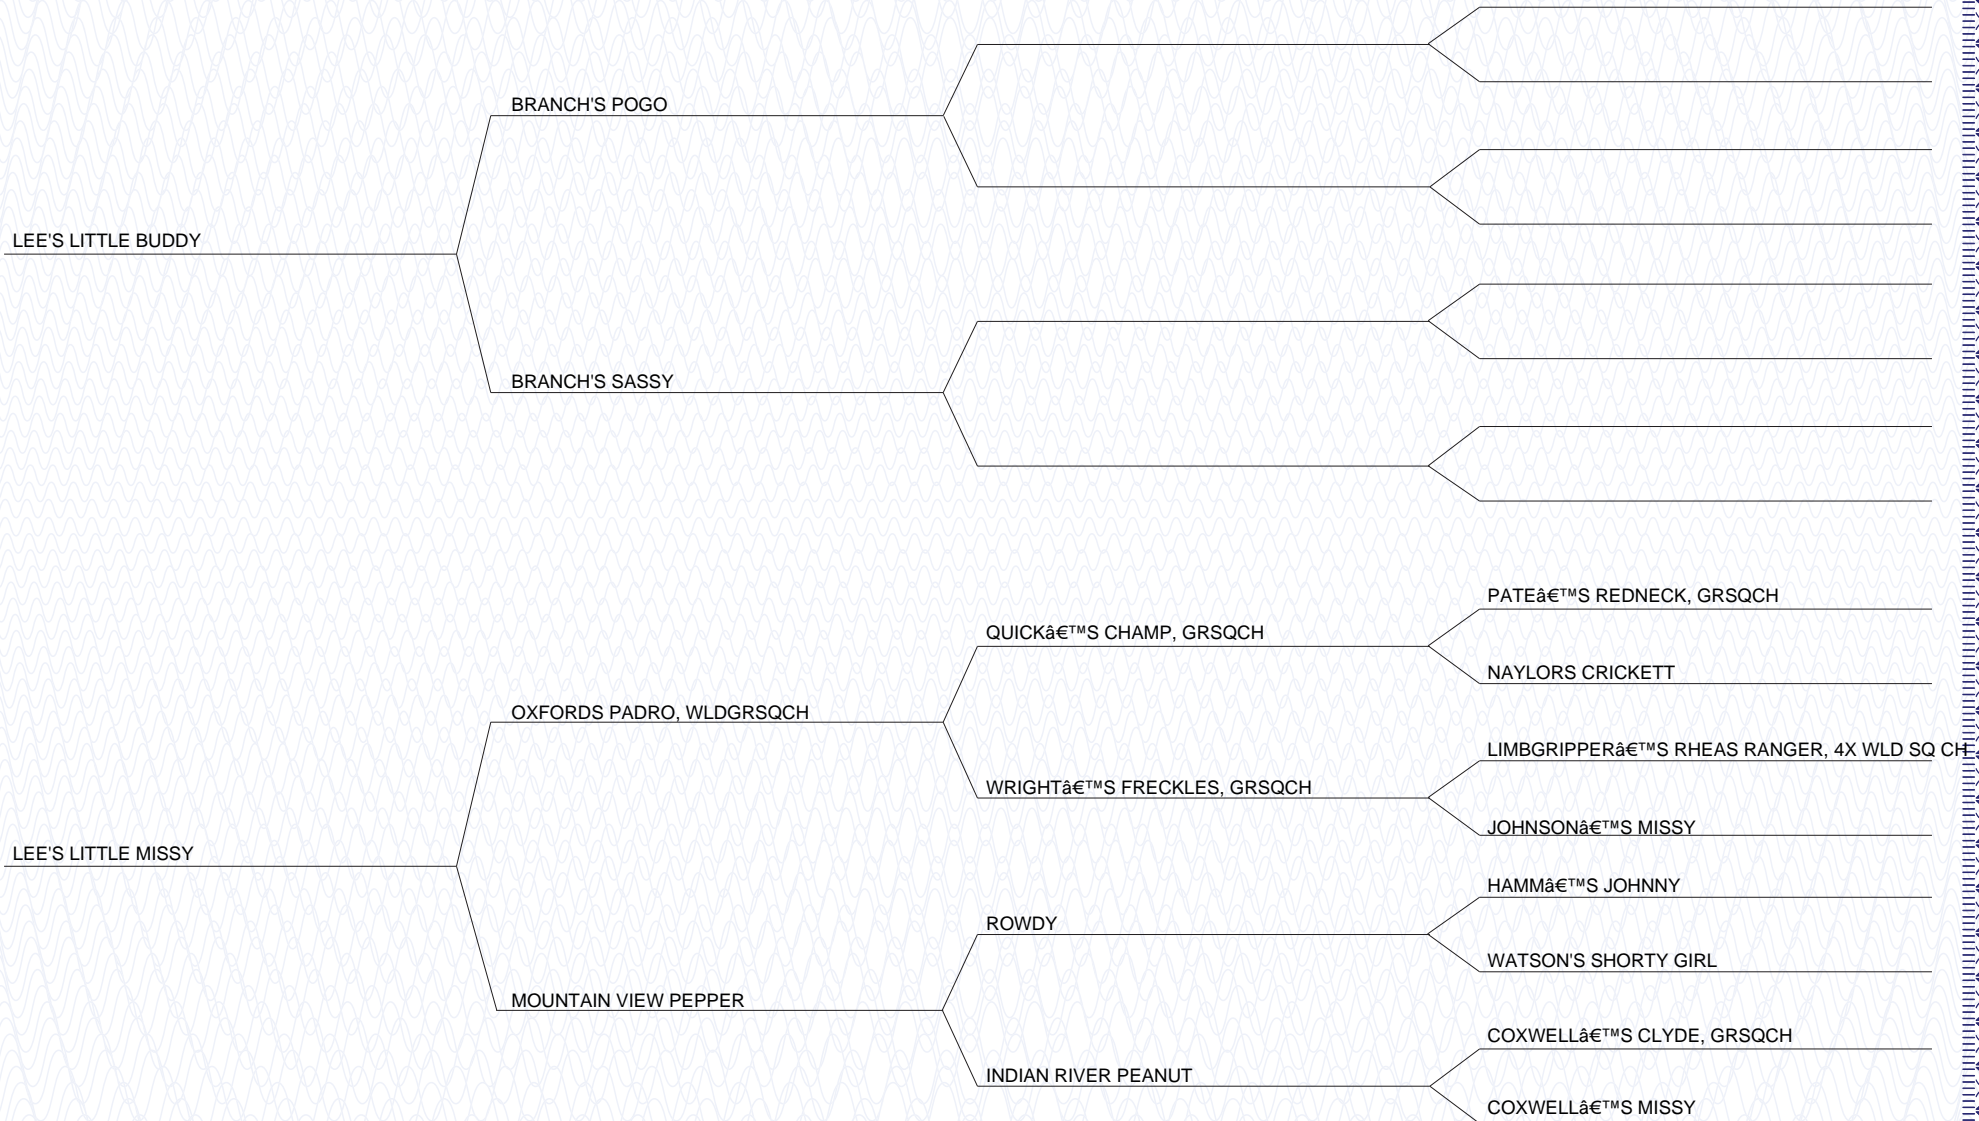 BRANCH'S POGO
LEE'S LITTLE BUDDY
BRANCH'S SASSY
PATEâ€™S REDNECK, GRSQCH
QUICKâ€™S CHAMP, GRSQCH
NAYLORS CRICKETT
OXFORDS PADRO, WLDGRSQCH
LIMBGRIPPERâ€™S RHEAS RANGER, 4X WLD SQ CH
WRIGHTâ€™S FRECKLES, GRSQCH
JOHNSONâ€™S MISSY
LEE'S LITTLE MISSY
HAMMâ€™S JOHNNY
ROWDY
WATSON'S SHORTY GIRL
MOUNTAIN VIEW PEPPER
COXWELLâ€™S CLYDE, GRSQCH
INDIAN RIVER PEANUT
COXWELLâ€™S MISSY